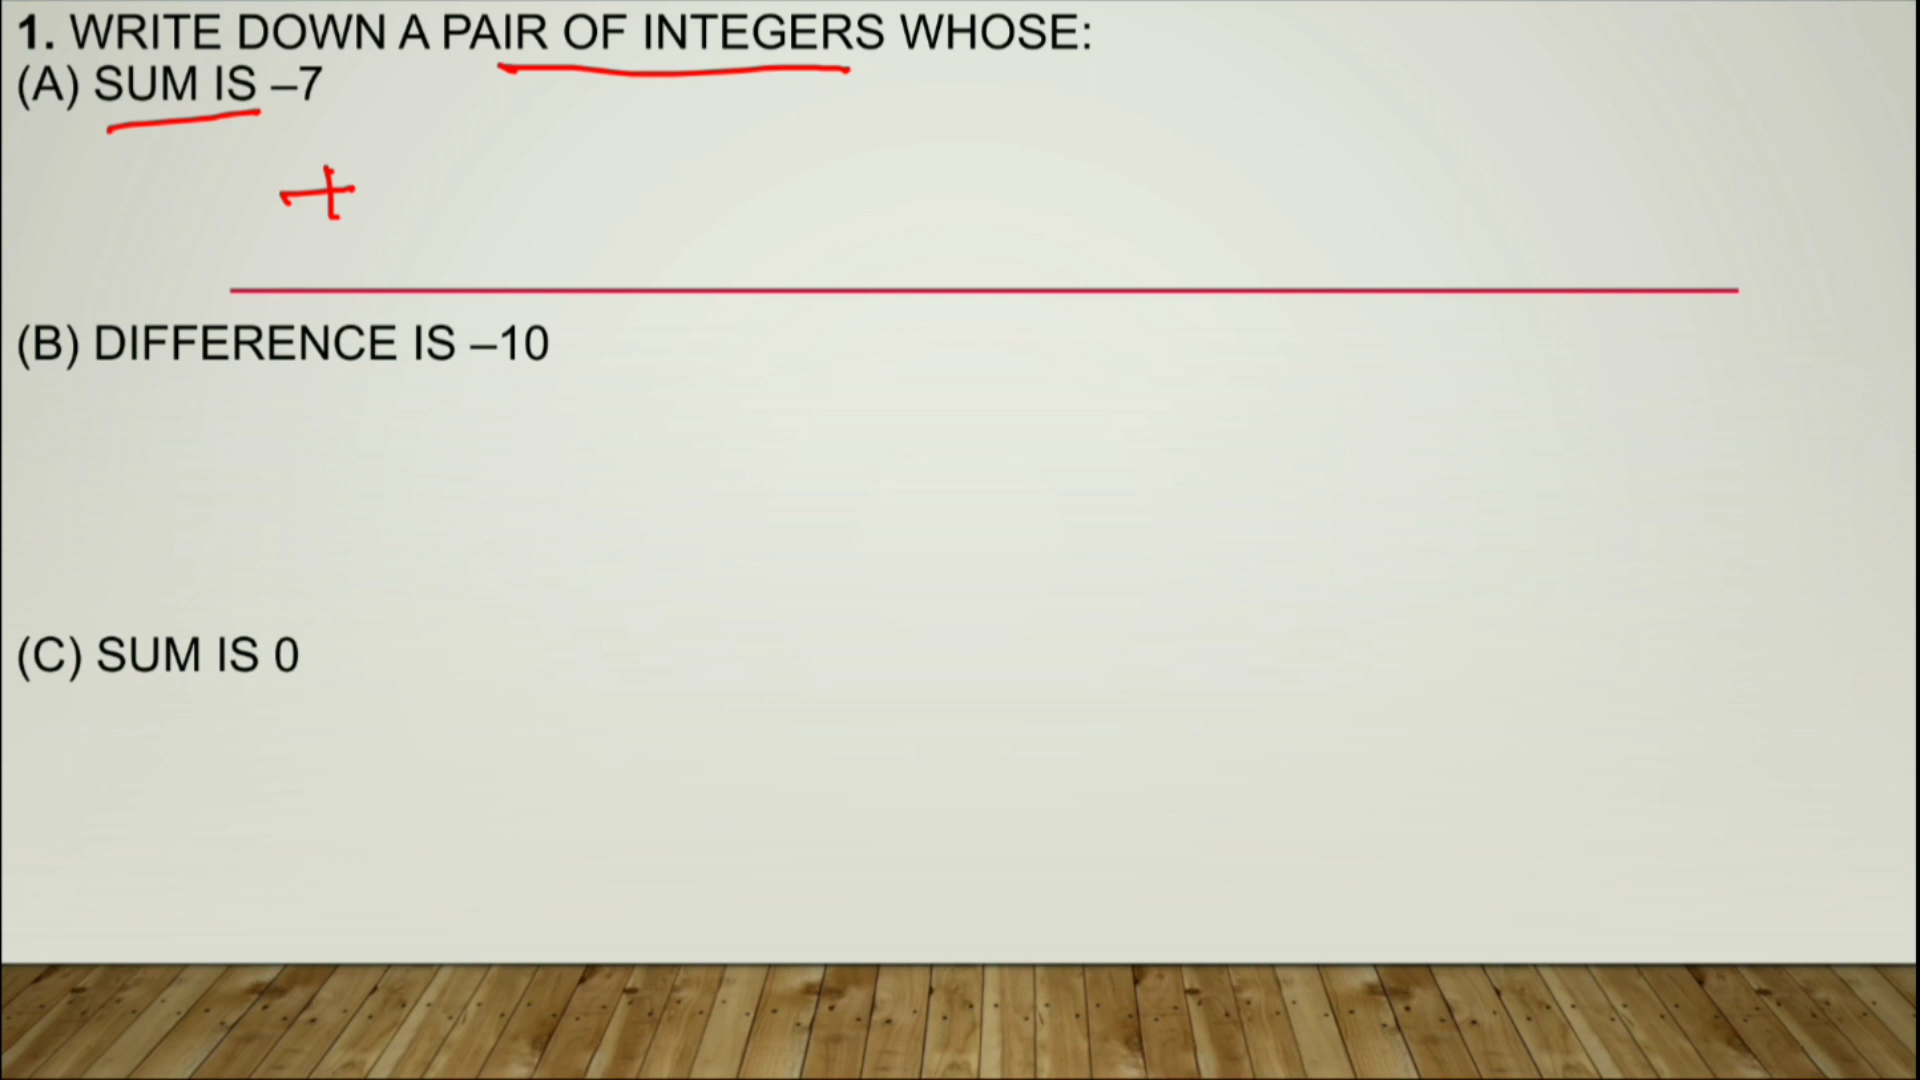 1. WRITE DOWN A PAIR OF INTEGERS WHOSE:
(A) SUM IS –7
+
(B) DIFFERENCE IS –10
(C) SUM IS 0